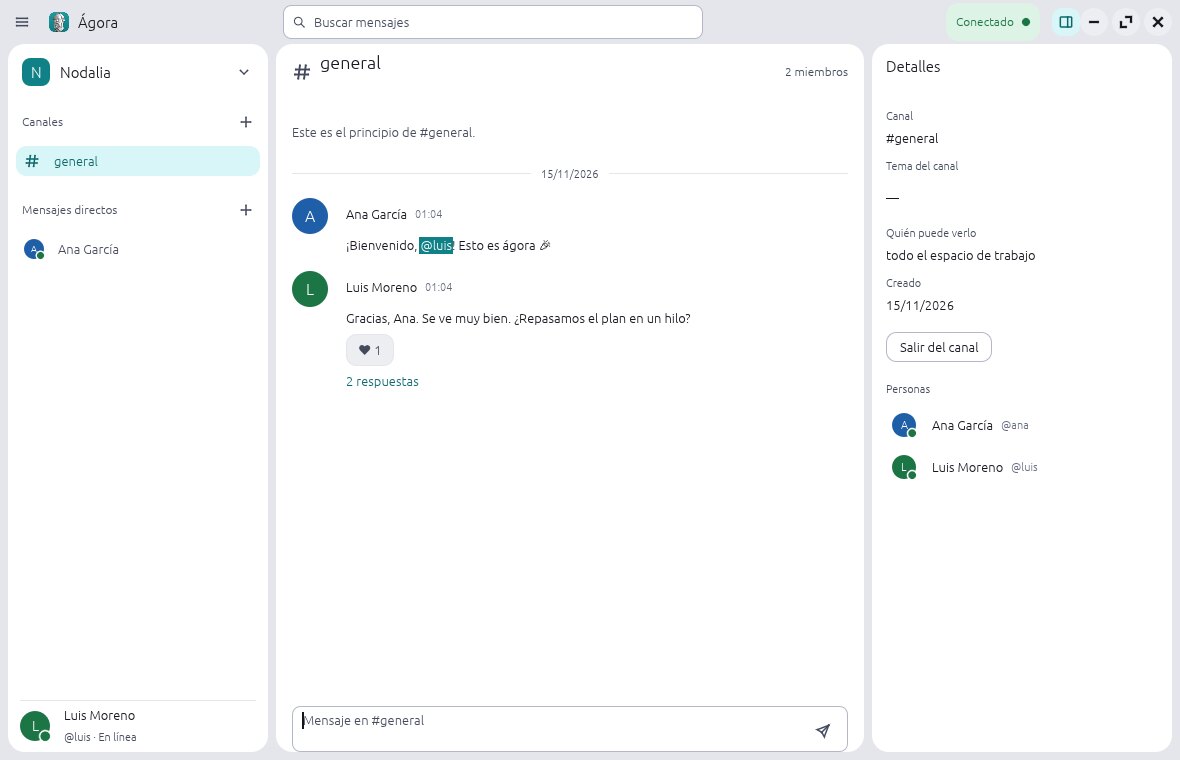 Ágora
Buscar mensajes
Conectado
N Nodalia
Canales
# general
Mensajes directos
A Ana García
L Luis Moreno
@luis · En línea
# general
2 miembros
Este es el principio de #general.
15/11/2026
A Ana García 01:04
¡Bienvenido, @luis! Esto es ágora 🎉
L Luis Moreno 01:04
Gracias, Ana. Se ve muy bien. ¿Repasamos el plan en un hilo?
♥ 1
2 respuestas
Mensaje en #general
Detalles
Canal
#general
Tema del canal
—
Quién puede verlo
todo el espacio de trabajo
Creado
15/11/2026
Salir del canal
Personas
A Ana García @ana
L Luis Moreno @luis